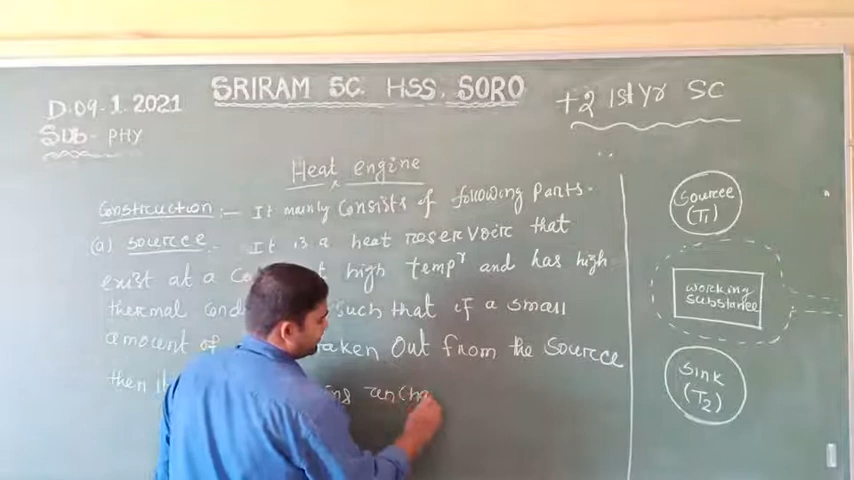 SRIRAM SC. HSS. SORO
D.09-1.2021
+2 1st Yr SC
Sub- PHY
Heat engine
Construction :- It mainly Consists of following Parts.
(a) source - It is a heat reservoir that
exist at a high temp^r and has high
thermal such that if a small
amount of taken Out from the Source
then
Source
(T1)
working
substance
Sink
(T2)